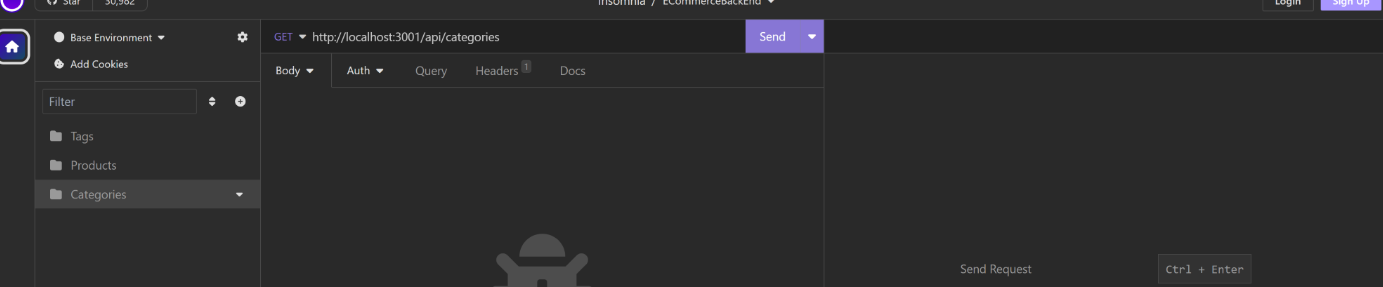 Star 30,982
Insomnia / ECommerceBackEnd
Login
Sign Up
Base Environment
Add Cookies
Filter
Tags
Products
Categories
GET http://localhost:3001/api/categories
Send
Body Auth Query Headers 1 Docs
Send Request Ctrl + Enter